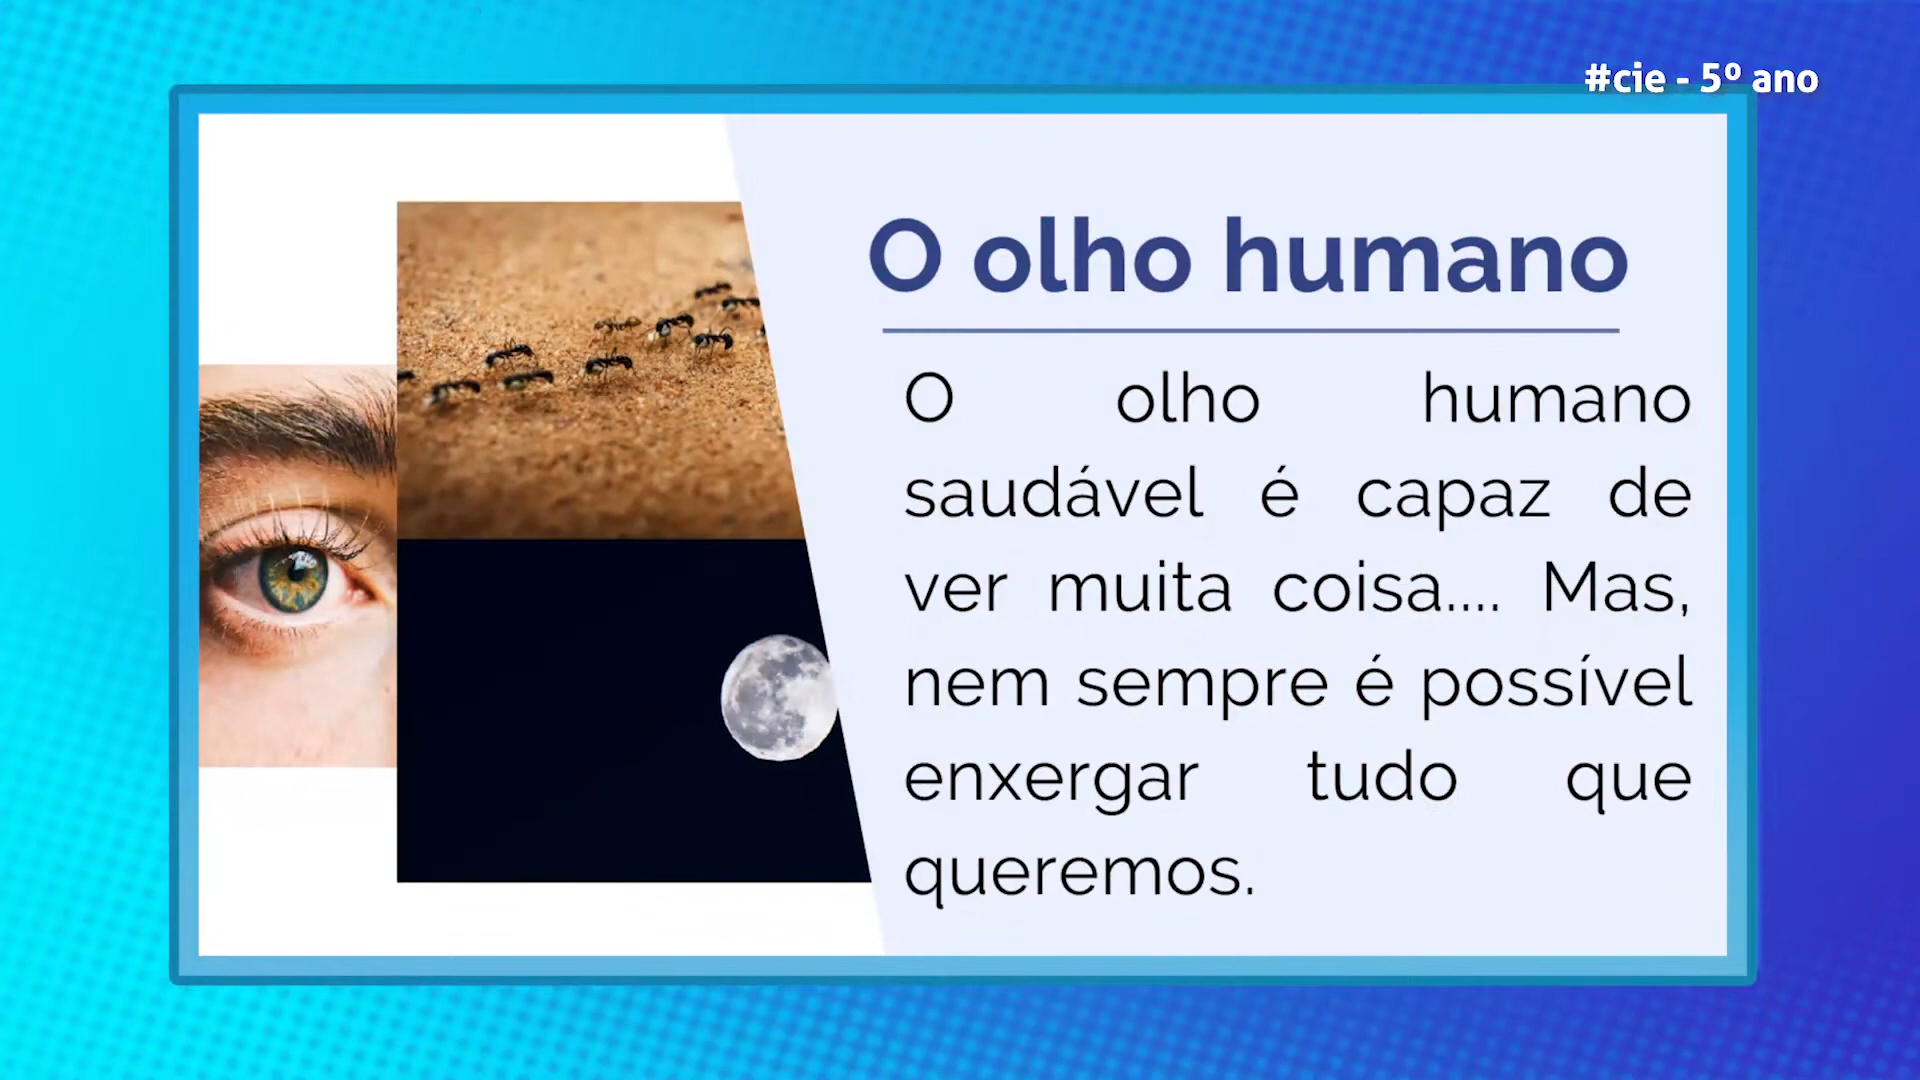 #cie - 5º ano
O olho humano
O olho humano
saudável é capaz de
ver muita coisa.... Mas,
nem sempre é possível
enxergar tudo que
queremos.